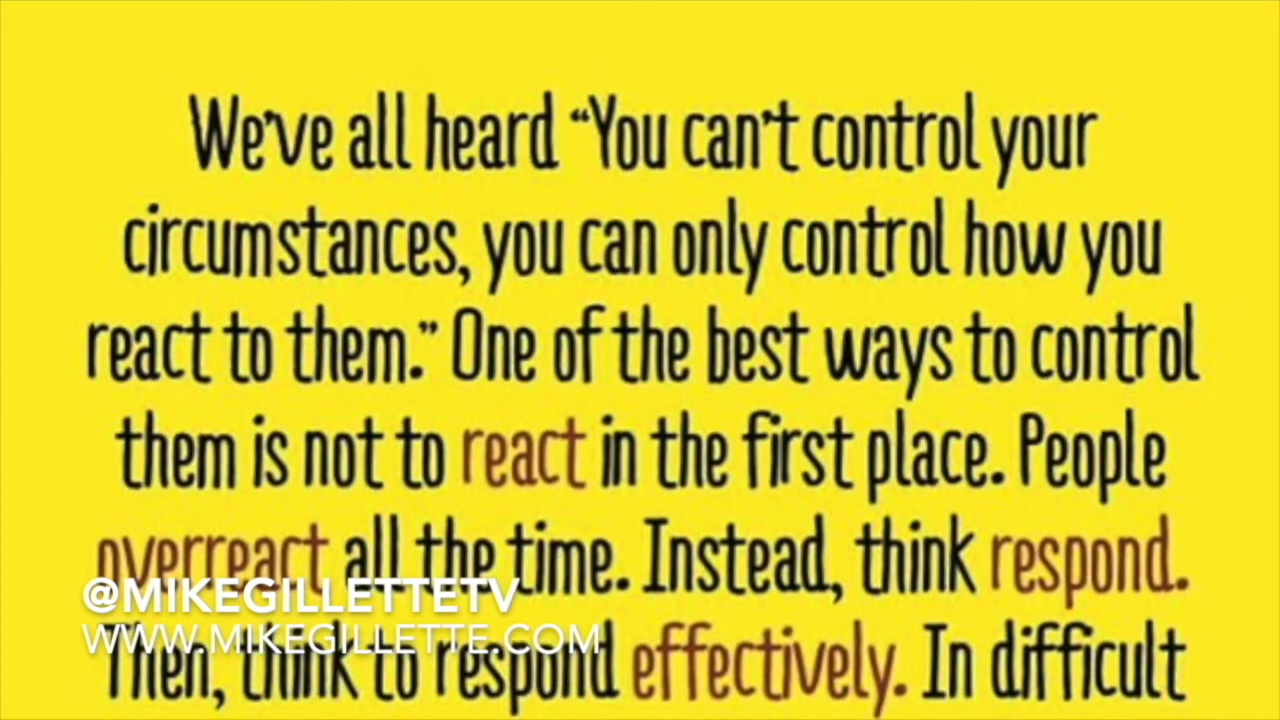 We've all heard “You can't control your
circumstances, you can only control how you
react to them.” One of the best ways to control
them is not to react in the first place. People
overreact all the time. Instead, think respond.
@MIKEGILLETTETV
WWW.MIKEGILLETTE.COM
Then, think to respond effectively. In difficult